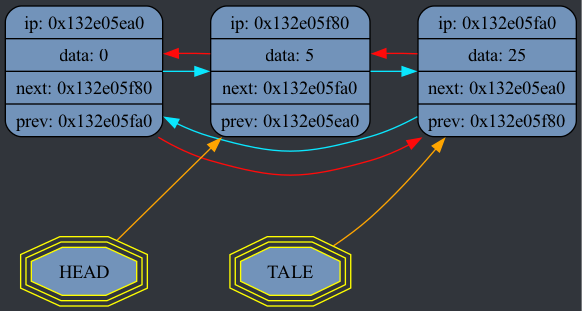 ip: 0x132e05ea0
data: 0
next: 0x132e05f80
prev: 0x132e05fa0
ip: 0x132e05f80
data: 5
next: 0x132e05fa0
prev: 0x132e05ea0
ip: 0x132e05fa0
data: 25
next: 0x132e05ea0
prev: 0x132e05f80
HEAD
TALE